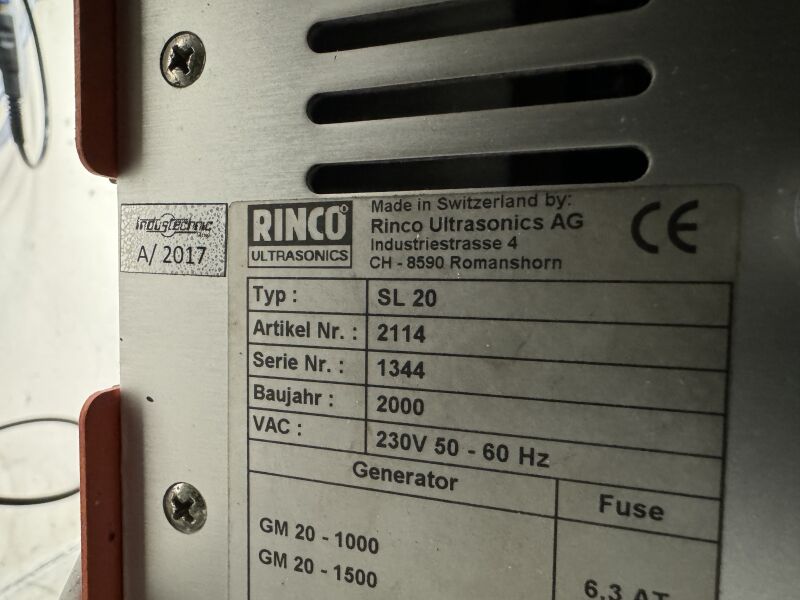 Industechnic
A/ 2017
RINCO
ULTRASONICS
Made in Switzerland by:
Rinco Ultrasonics AG
Industriestrasse 4
CH - 8590 Romanshorn
CE
Typ : SL 20
Artikel Nr. : 2114
Serie Nr. : 1344
Baujahr : 2000
VAC : 230V 50 - 60 Hz
Generator Fuse
GM 20 - 1000
GM 20 - 1500
6,3 AT